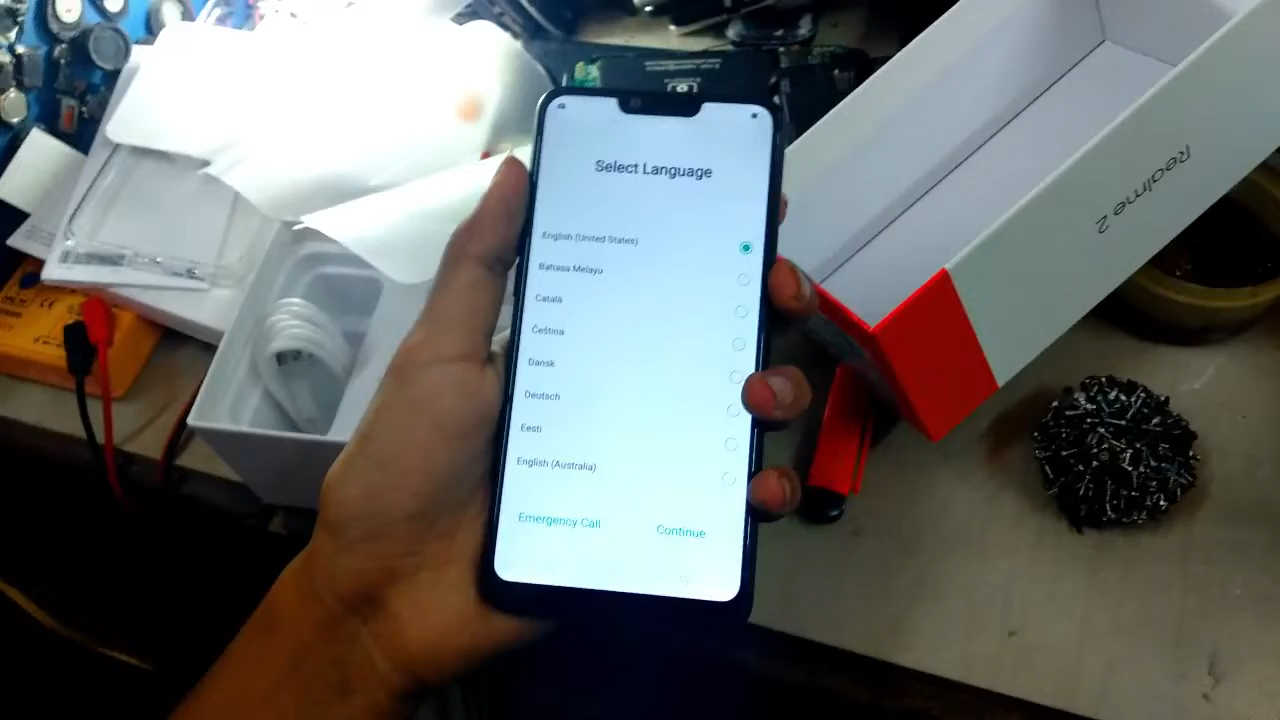 Select Language
English (United States)
Bahasa Melayu
Català
Čeština
Dansk
Deutsch
Eesti
English (Australia)
Emergency Call
Continue
Realme 2